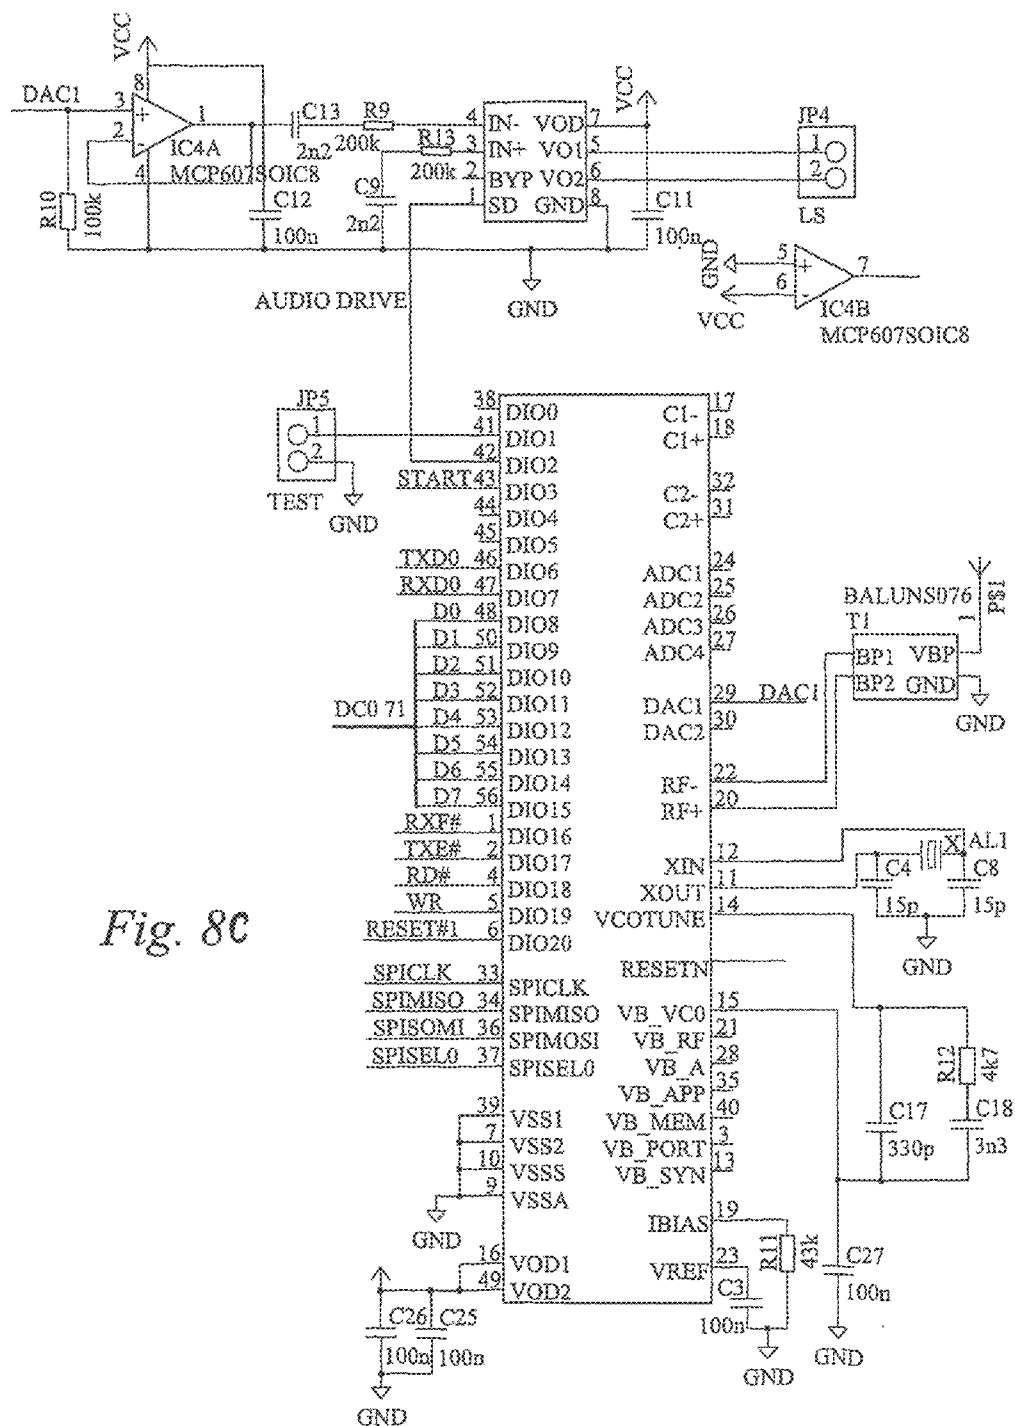 VCC
DAC1
8
3
+
2
-
1
4
IC4A
MCP607SOIC8
R10
100k
C12
100n
C13
2n2
R9
200k
R13
200k
C9
2n2
4
3
2
1
IN-
IN+
BYP
SD
VOD
VO1
VO2
GND
7
5
6
8
VCC
C11
100n
JP4
1
2
LS
GND
GND
5
+
6
-
7
VCC
IC4B
MCP607SOIC8
AUDIO DRIVE
JP5
1
2
TEST
GND
38 DIO0
41 DIO1
42 DIO2
START 43 DIO3
44 DIO4
45 DIO5
TXD0 46 DIO6
RXD0 47 DIO7
D0 48 DIO8
D1 50 DIO9
D2 51 DIO10
D3 52 DIO11
DC0 71
D4 53 DIO12
D5 54 DIO13
D6 55 DIO14
D7 56 DIO15
RXF# 1 DIO16
TXE# 2 DIO17
RD# 4 DIO18
WR 5 DIO19
RESET#1 6 DIO20
SPICLK 33 SPICLK
SPIMISO 34 SPIMISO
SPISOMI 36 SPIMOSI
SPISEL0 37 SPISEL0
39 VSS1
7 VSS2
10 VSSS
9 VSSA
GND
16 VOD1
49 VOD2
C26
100n
C25
100n
GND
C1- 17
C1+ 18
C2- 32
C2+ 31
ADC1 24
ADC2 25
ADC3 26
ADC4 27
DAC1 29 DAC1
DAC2 30
RF- 22
RF+ 20
XIN 12
XOUT 11
VCOTUNE 14
RESETN
VB_VC0 15
VB_RF 21
VB_A 28
VB_APP 35
VB_MEM 40
VB_PORT 3
VB_SYN 13
IBIAS 19
VREF 23
BALUNS076
T1
BP1 VBP
BP2 GND
1
P$1
GND
X AL1
C4
15p
C8
15p
GND
R12
4k7
C17
330p
C18
3n3
R11
43k
C3
100n
GND
C27
100n
GND
Fig. 8C